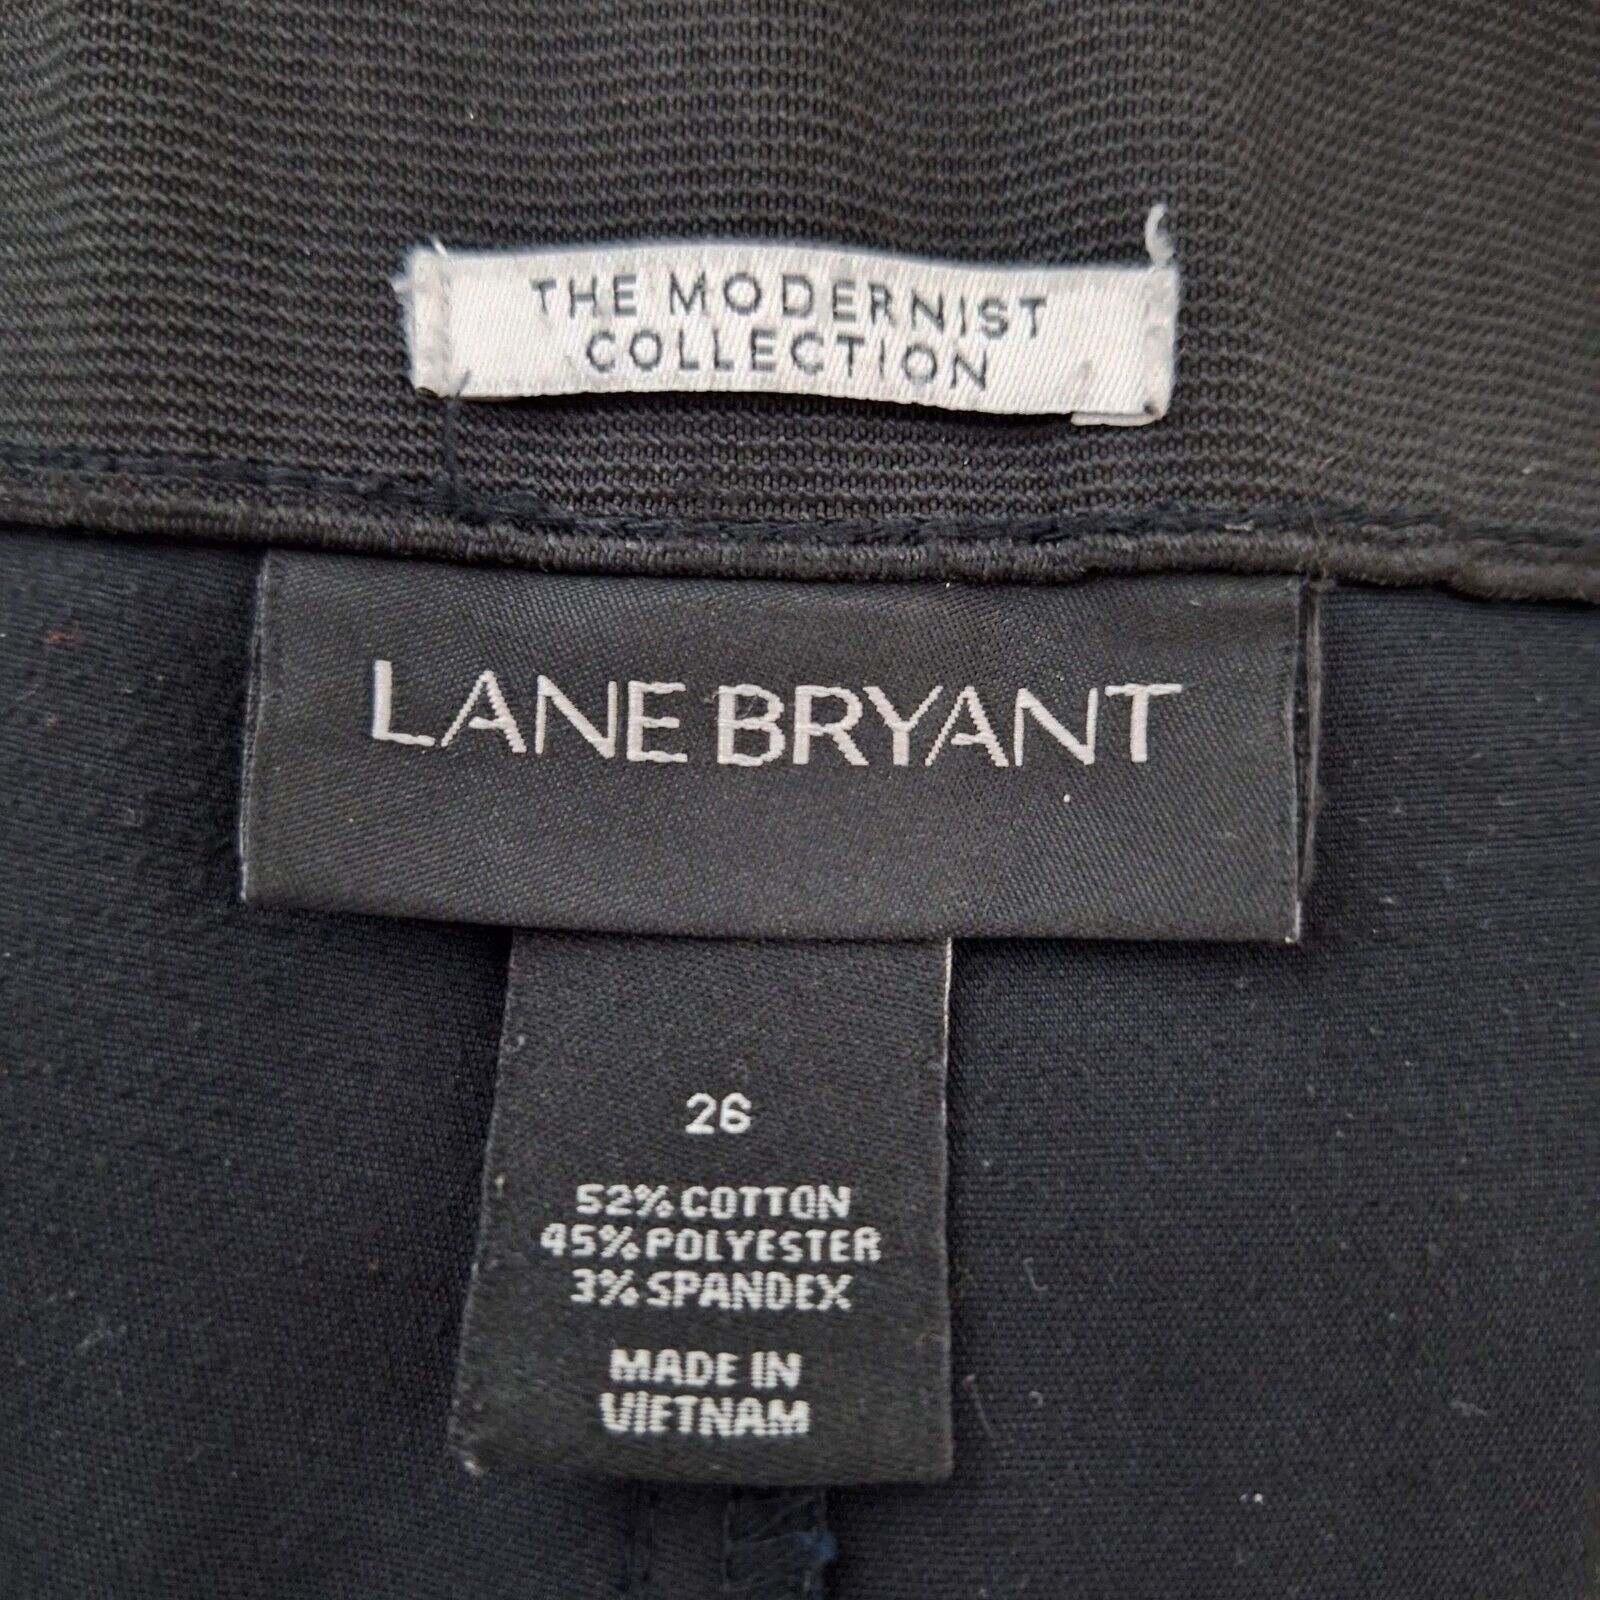 THE MODERNIST
COLLECTION
LANE BRYANT
26
52% COTTON
45% POLYESTER
3% SPANDEX
MADE IN
VIETNAM